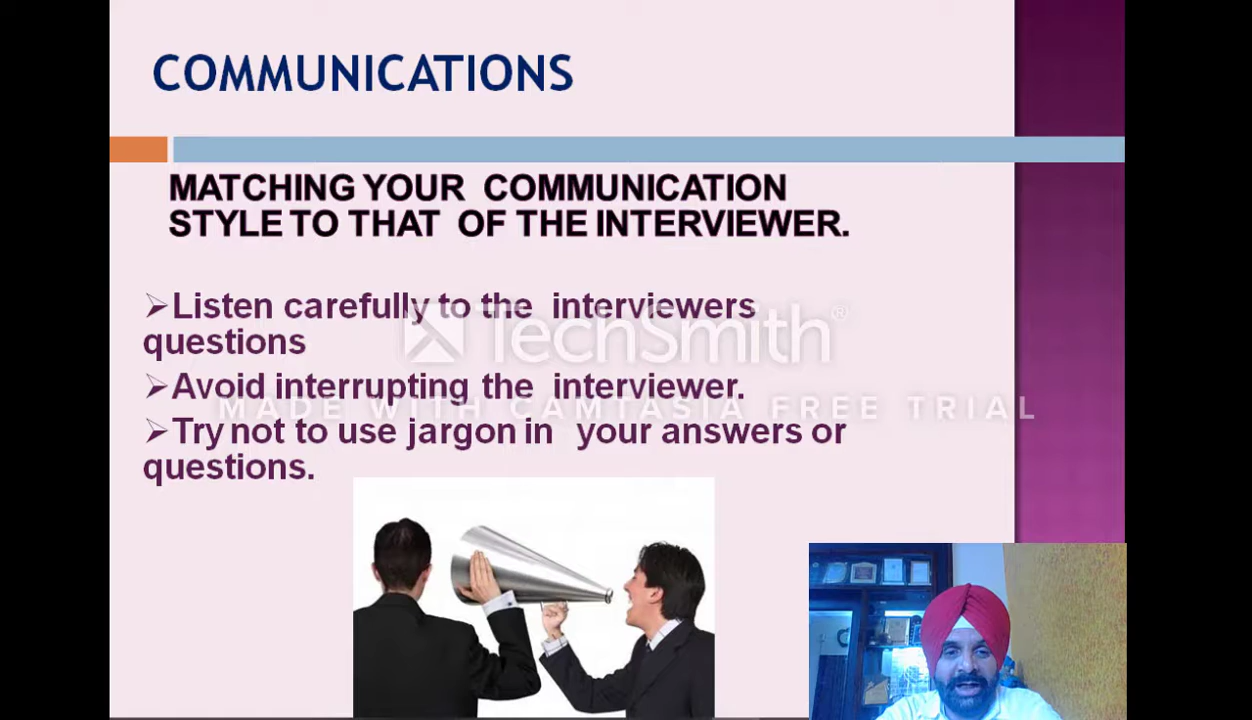 COMMUNICATIONS
MATCHING YOUR COMMUNICATION
STYLE TO THAT OF THE INTERVIEWER.
➢Listen carefully to the interviewers
questions
TechSmith®
➢Avoid interrupting the interviewer.
MADE WITH CAMTASIA FREE TRIAL
➢Try not to use jargon in your answers or
questions.